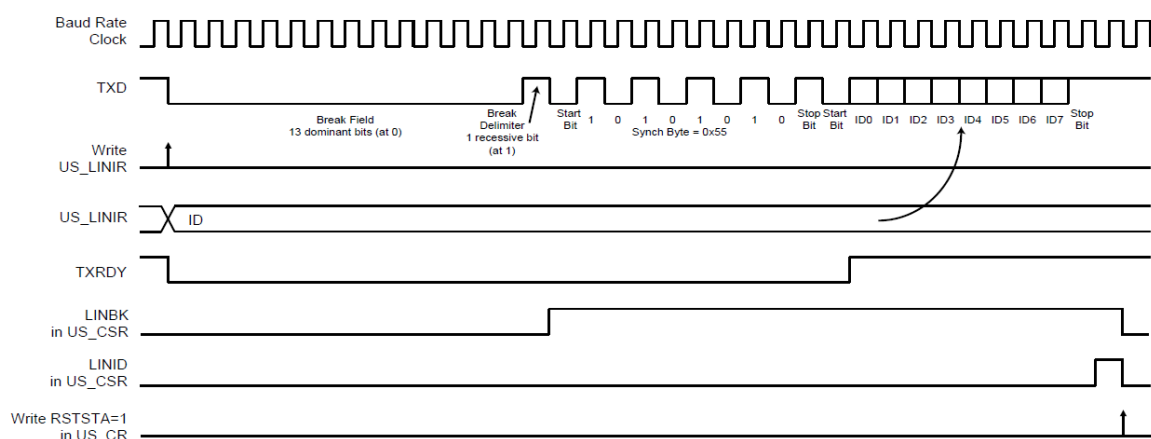 Baud Rate
Clock
TXD
Break Field
13 dominant bits (at 0)
Break
Delimiter
1 recessive bit
(at 1)
Start
Bit
1 0 1 0 1 0 1 0
Synch Byte = 0x55
Stop
Bit
Start
Bit
ID0 ID1 ID2 ID3 ID4 ID5 ID6 ID7
Stop
Bit
Write
US_LINIR
US_LINIR
ID
TXRDY
LINBK
in US_CSR
LINID
in US_CSR
Write RSTSTA=1
in US_CR